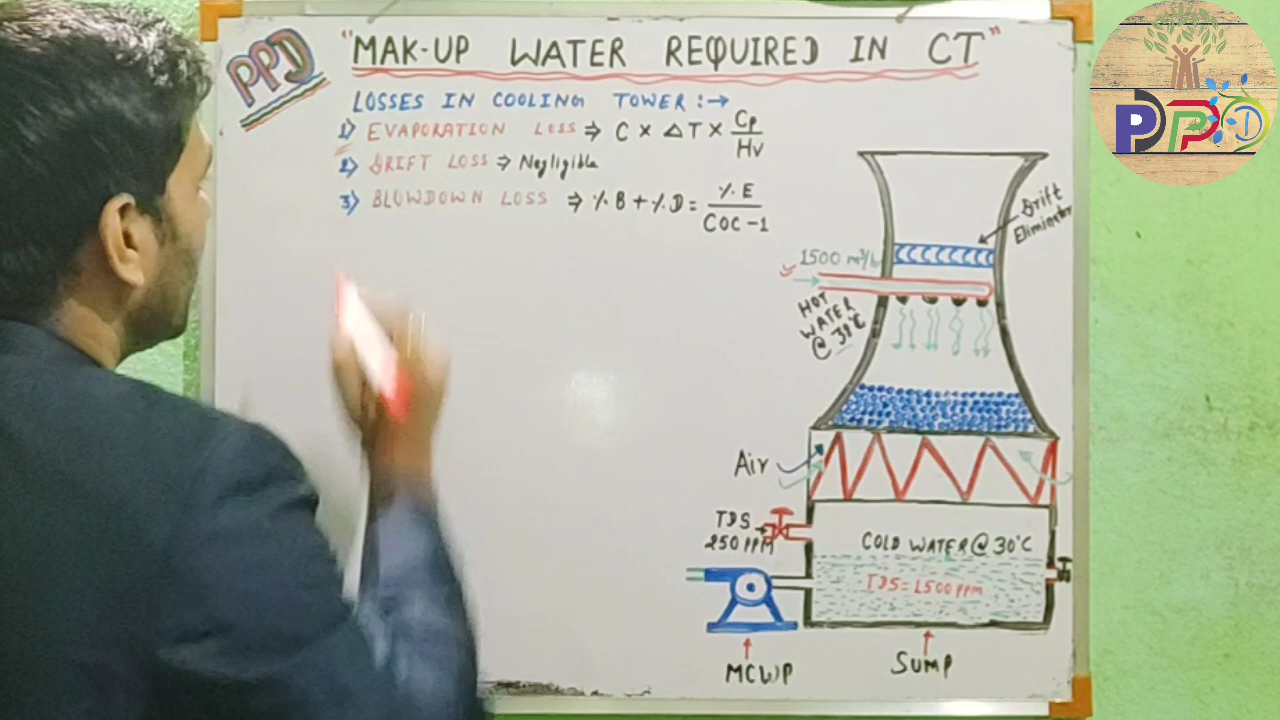 PPD
"MAK-UP WATER REQUIRED IN CT"
LOSSES IN COOLING TOWER :→
1) EVAPORATION LOSS ⇒ C × ΔT × Cp/Hv
2) DRIFT LOSS ⇒ Negligible
3) BLOWDOWN LOSS ⇒ %B + %D = %E/COC-1
Drift
Eliminator
1500 m³/h
HOT
WATER
@
Air
TDS
250 PPM
COLD WATER @ 30°C
TDS = 1500 ppm
MCWP
SUMP
PPD